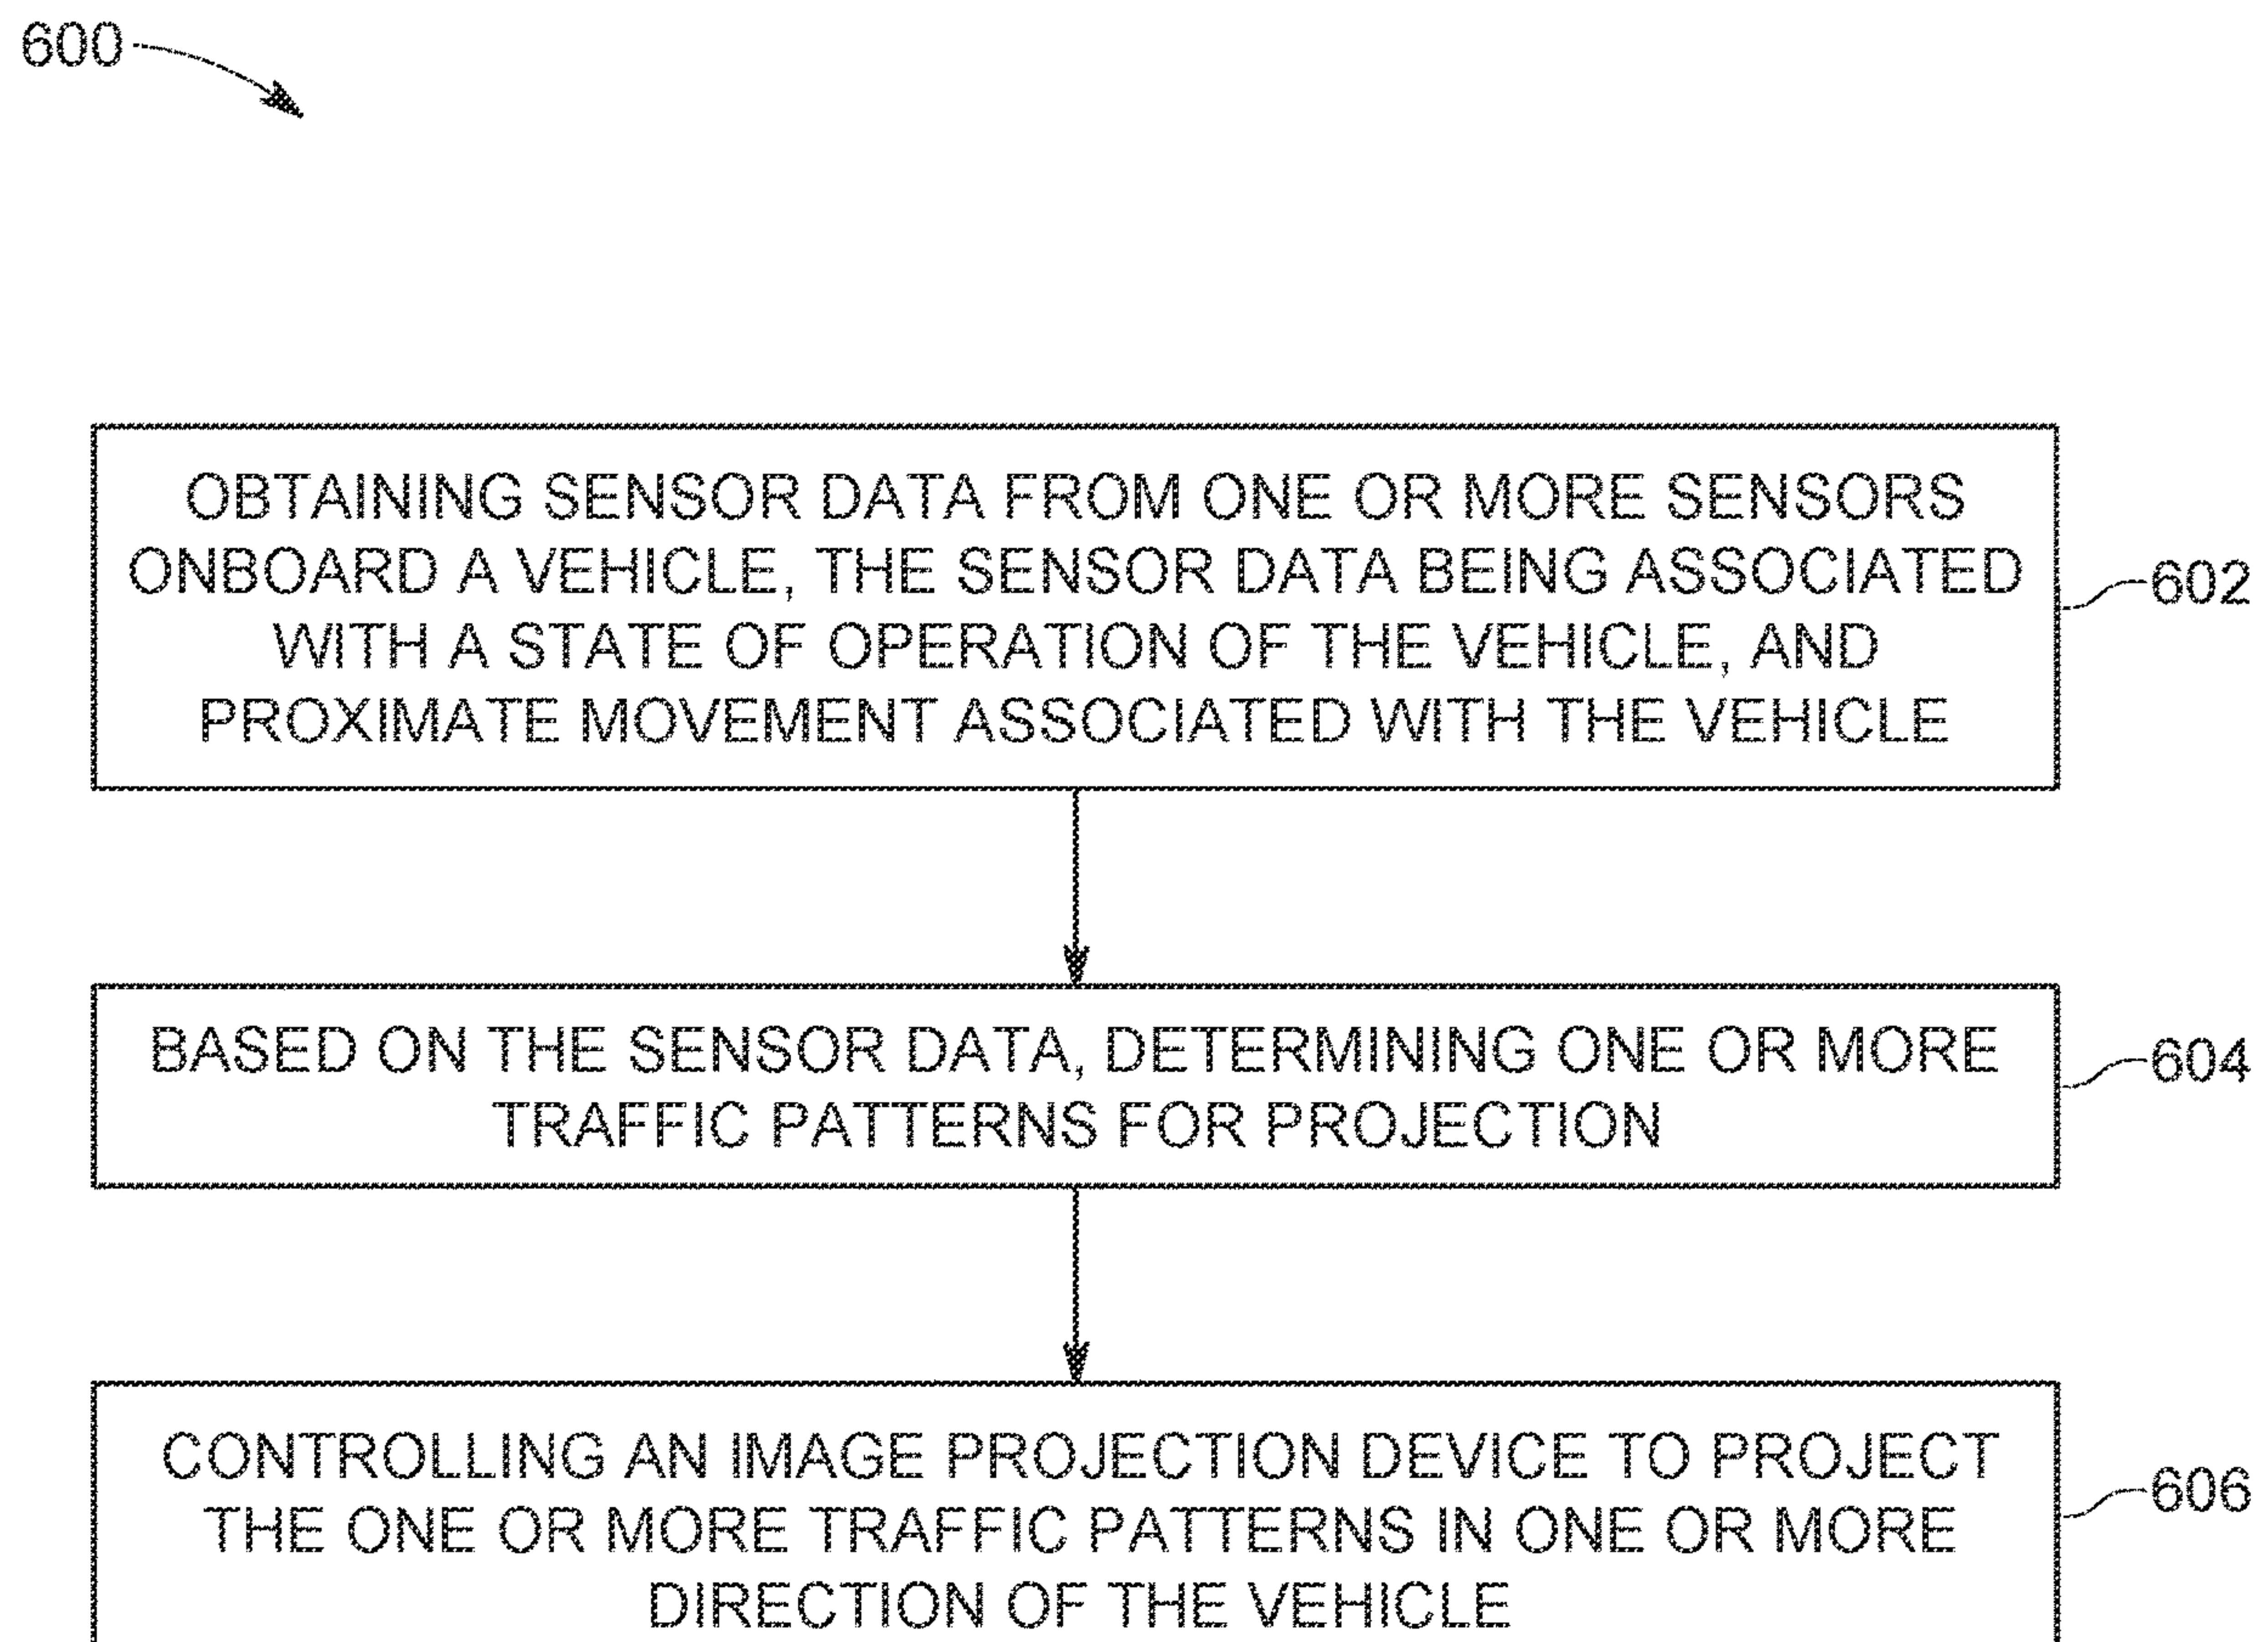 600
OBTAINING SENSOR DATA FROM ONE OR MORE SENSORS
ONBOARD A VEHICLE, THE SENSOR DATA BEING ASSOCIATED
WITH A STATE OF OPERATION OF THE VEHICLE, AND
PROXIMATE MOVEMENT ASSOCIATED WITH THE VEHICLE
602
BASED ON THE SENSOR DATA, DETERMINING ONE OR MORE
TRAFFIC PATTERNS FOR PROJECTION
604
CONTROLLING AN IMAGE PROJECTION DEVICE TO PROJECT
THE ONE OR MORE TRAFFIC PATTERNS IN ONE OR MORE
DIRECTION OF THE VEHICLE
606